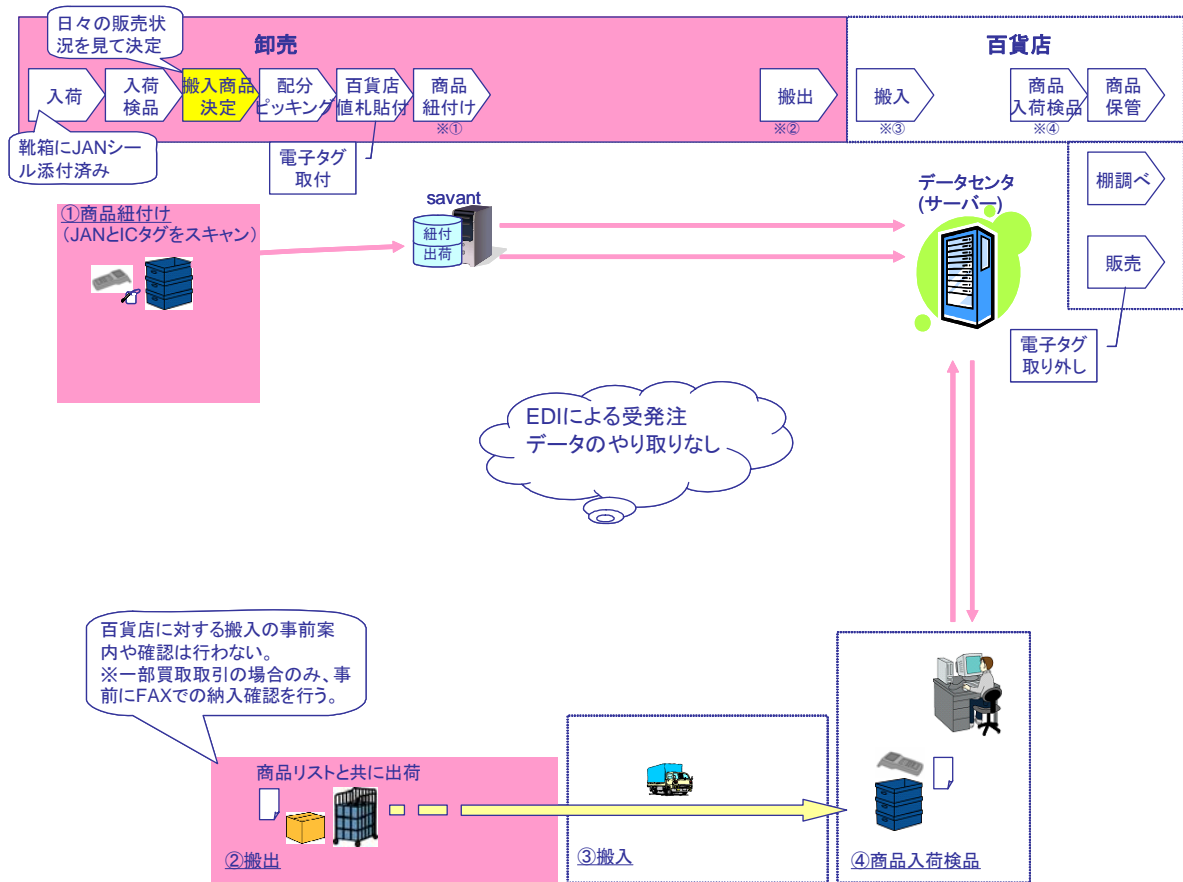 日々の販売状
況を見て決定
卸売
百貨店
入荷
入荷
検品
搬入商品
決定
配分
ピッキング
百貨店
値札貼付
商品
紐付け
※①
搬出
※②
搬入
※③
商品
入荷検品
※④
商品
保管
靴箱にJANシー
ル添付済み
電子タグ
取付
棚調べ
販売
電子タグ
取り外し
①商品紐付け
(JANとICタグをスキャン)
savant
紐付
出荷
データセンタ
(サーバー)
EDIによる受発注
データのやり取りなし
百貨店に対する搬入の事前案
内や確認は行わない。
※一部買取取引の場合のみ、事
前にFAXでの納入確認を行う。
商品リストと共に出荷
②搬出
③搬入
④商品入荷検品